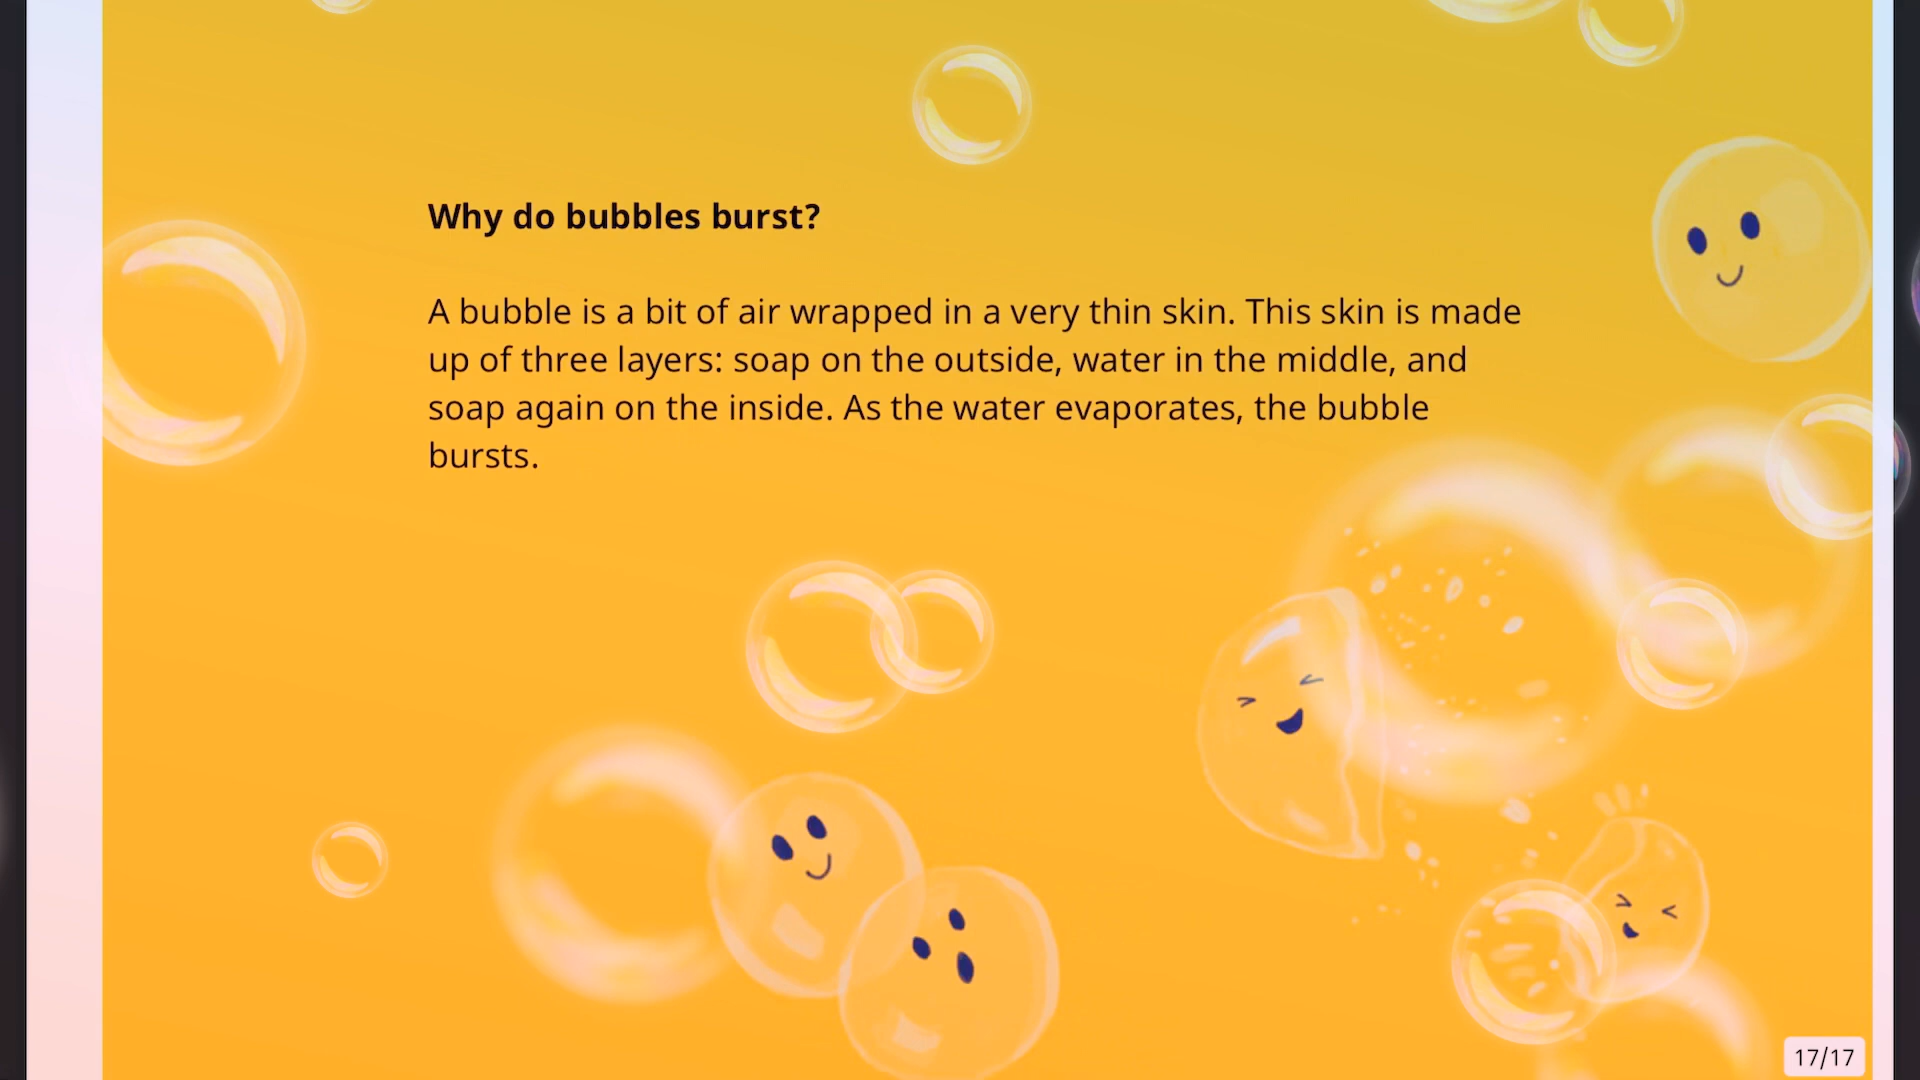 Why do bubbles burst?
A bubble is a bit of air wrapped in a very thin skin. This skin is made
up of three layers: soap on the outside, water in the middle, and
soap again on the inside. As the water evaporates, the bubble
bursts.
17/17